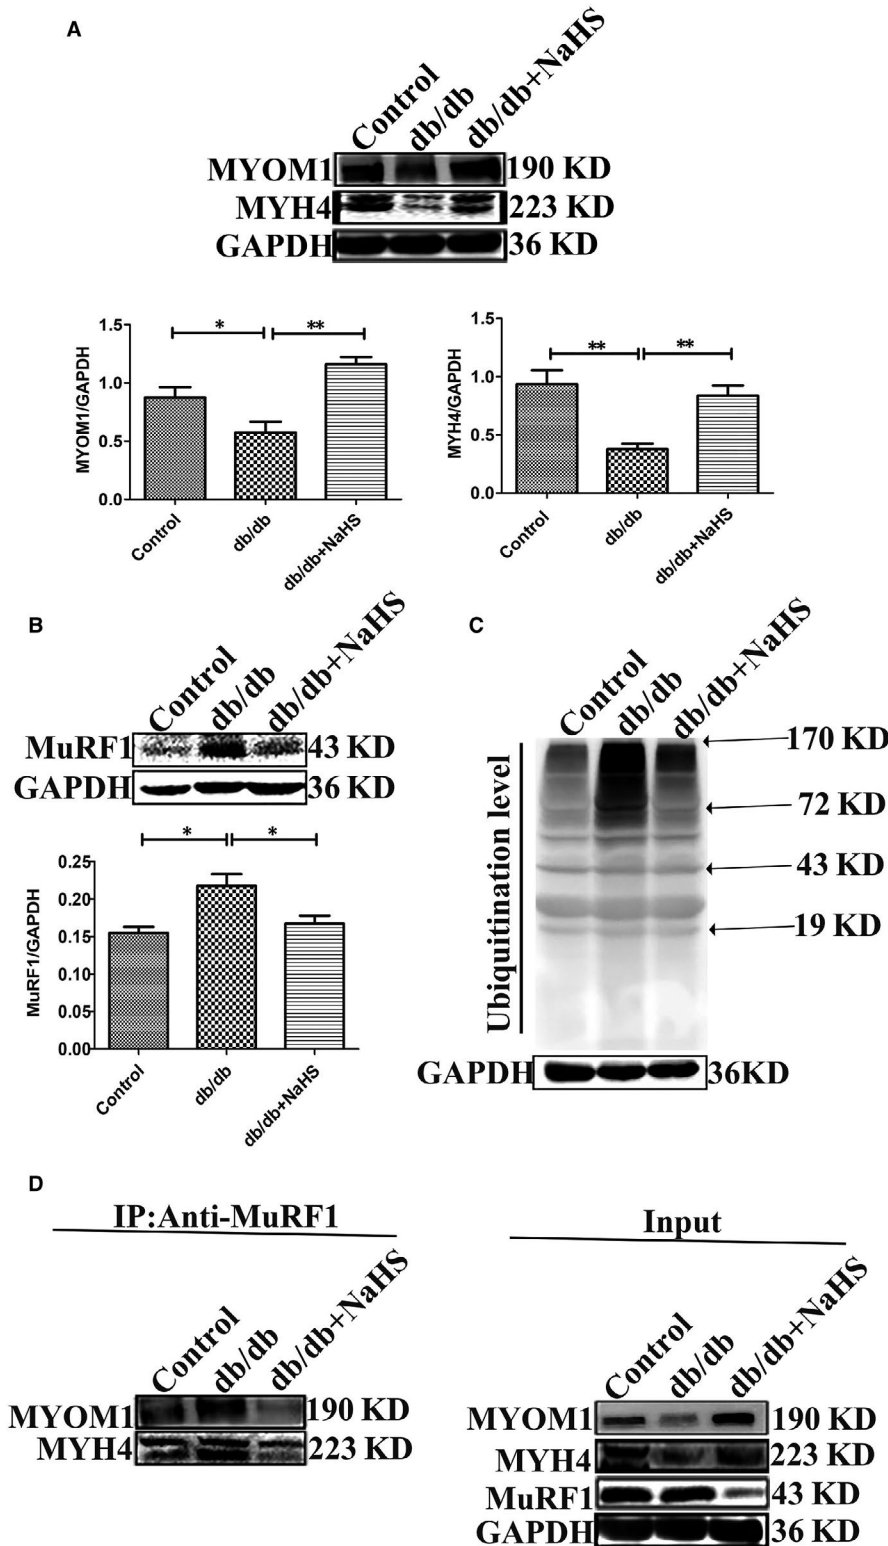 A
Control
db/db
db/db+NaHS
MYOM1 190 KD
MYH4 223 KD
GAPDH 36 KD
MYOM1/GAPDH
1.5
1.0
0.5
0.0
* **
Control
db/db
db/db+NaHS
MYH4/GAPDH
1.5
1.0
0.5
0.0
** **
Control
db/db
db/db+NaHS
B
Control
db/db
db/db+NaHS
MuRF1 43 KD
GAPDH 36 KD
MuRF1/GAPDH
0.25
0.20
0.15
0.10
0.05
0.00
* *
Control
db/db
db/db+NaHS
C
Control
db/db
db/db+NaHS
Ubiquitination level
170 KD
72 KD
43 KD
19 KD
GAPDH 36KD
D
IP:Anti-MuRF1
Control
db/db
db/db+NaHS
MYOM1 190 KD
MYH4 223 KD
Input
Control
db/db
db/db+NaHS
MYOM1 190 KD
MYH4 223 KD
MuRF1 43 KD
GAPDH 36 KD